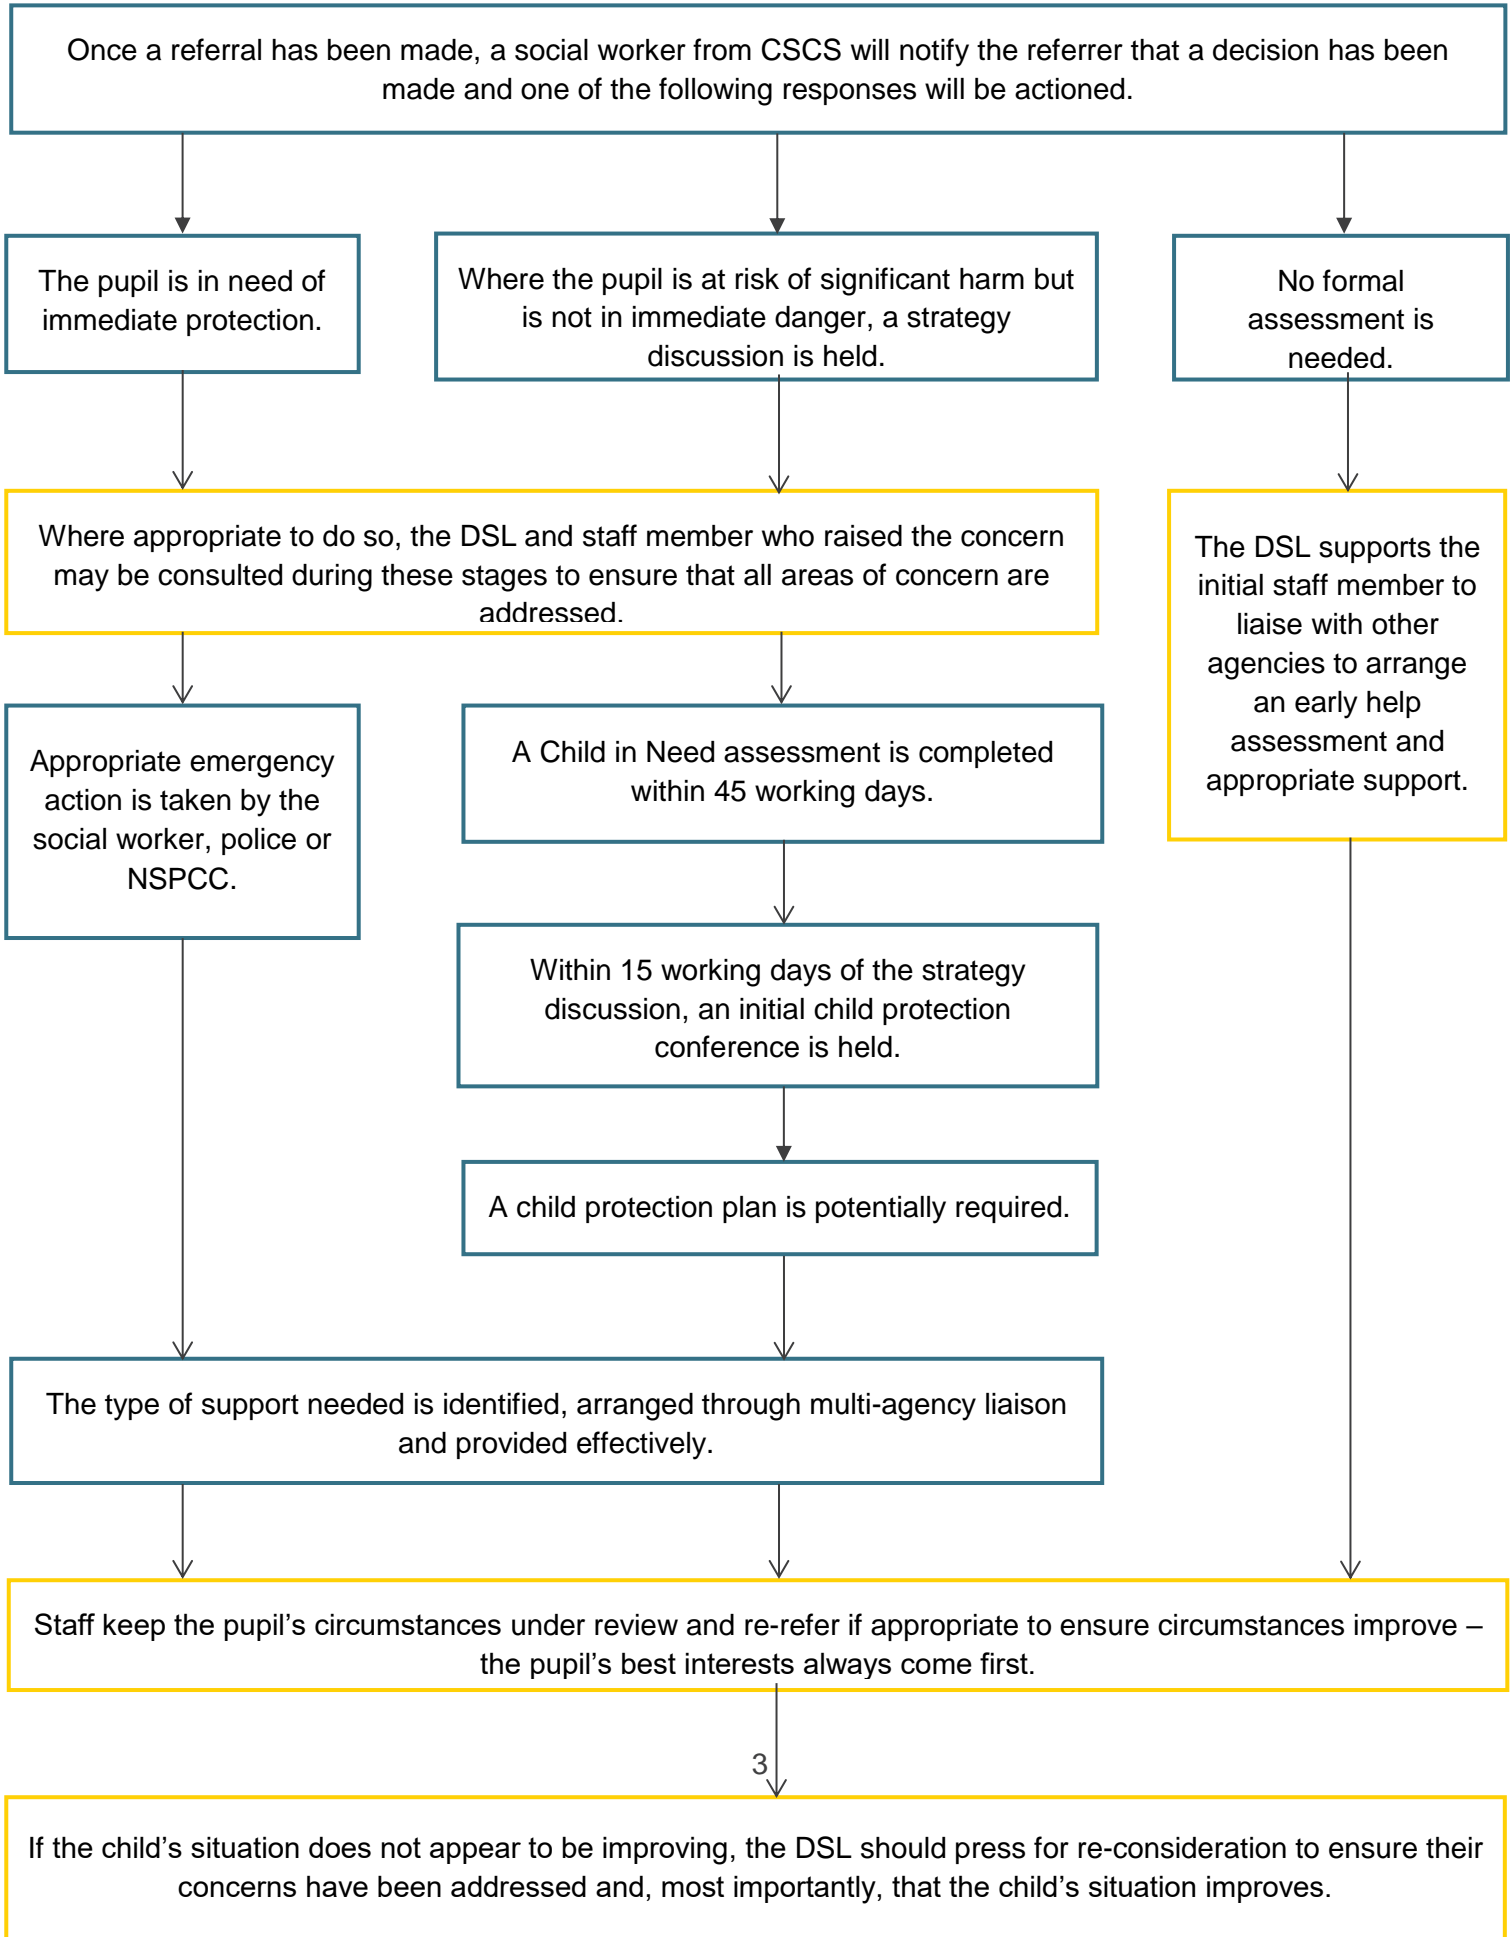 Once a referral has been made, a social worker from CSCS will notify the referrer that a decision has been
made and one of the following responses will be actioned.
The pupil is in need of
immediate protection.
Where the pupil is at risk of significant harm but
is not in immediate danger, a strategy
discussion is held.
No formal
assessment is
needed.
Where appropriate to do so, the DSL and staff member who raised the concern
may be consulted during these stages to ensure that all areas of concern are
addressed.
The DSL supports the
initial staff member to
liaise with other
agencies to arrange
an early help
assessment and
appropriate support.
Appropriate emergency
action is taken by the
social worker, police or
NSPCC.
A Child in Need assessment is completed
within 45 working days.
Within 15 working days of the strategy
discussion, an initial child protection
conference is held.
A child protection plan is potentially required.
The type of support needed is identified, arranged through multi-agency liaison
and provided effectively.
Staff keep the pupil’s circumstances under review and re-refer if appropriate to ensure circumstances improve –
the pupil’s best interests always come first.
3
If the child’s situation does not appear to be improving, the DSL should press for re-consideration to ensure their
concerns have been addressed and, most importantly, that the child’s situation improves.